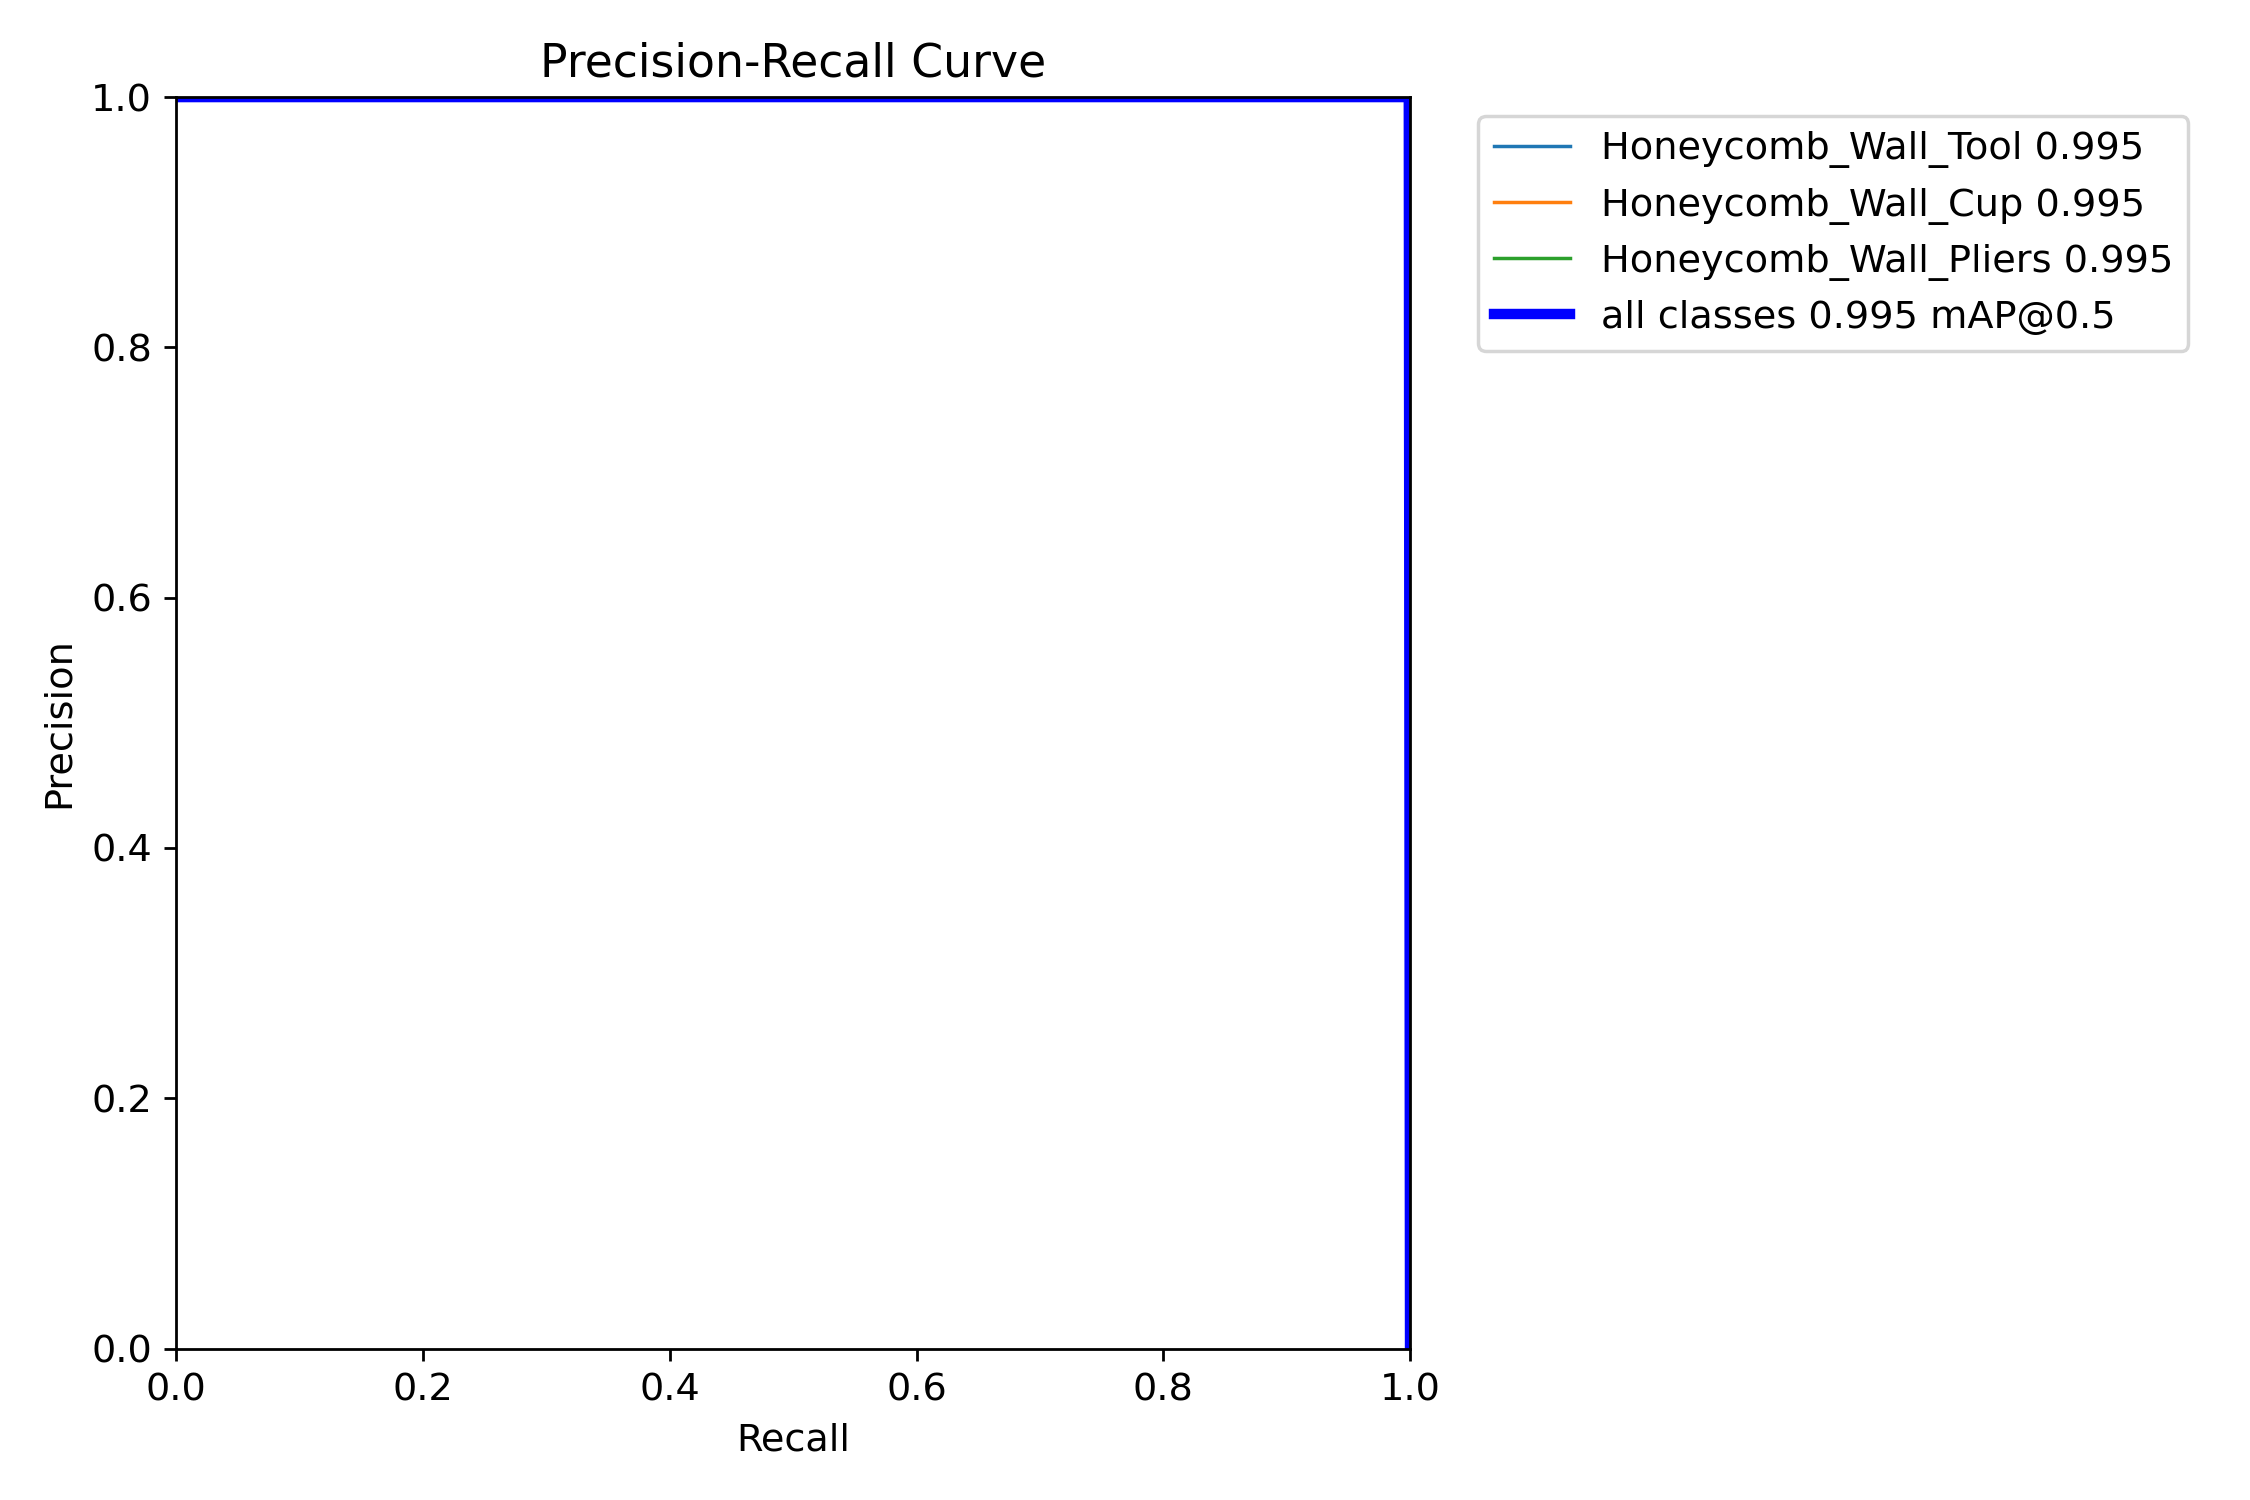 Precision-Recall Curve
1.0
0.8
0.6
0.4
0.2
0.0
Precision
0.0 0.2 0.4 0.6 0.8 1.0
Recall
Honeycomb_Wall_Tool 0.995
Honeycomb_Wall_Cup 0.995
Honeycomb_Wall_Pliers 0.995
all classes 0.995 mAP@0.5